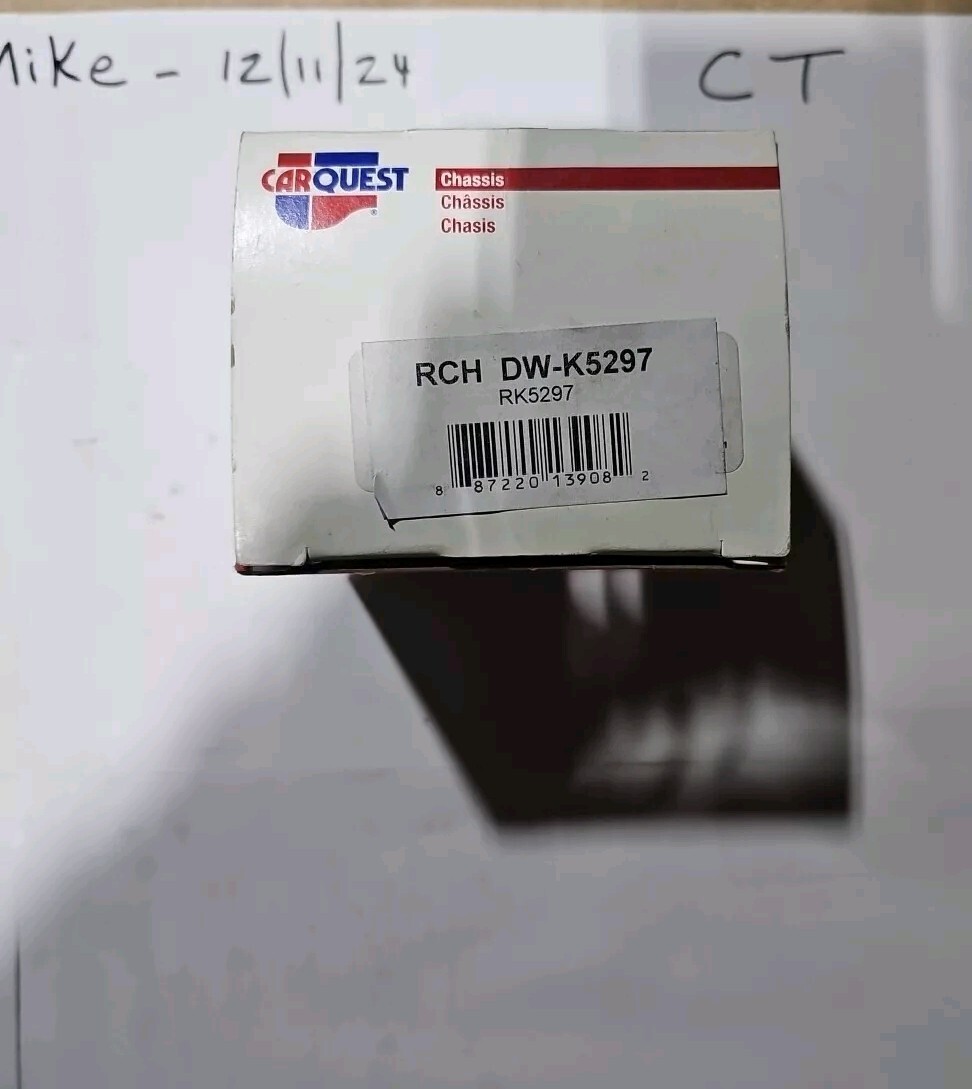 Mike - 12/11/24
CT
CARQUEST
Chassis
Châssis
Chasis
RCH DW-K5297
RK5297
8 87220 13908 2